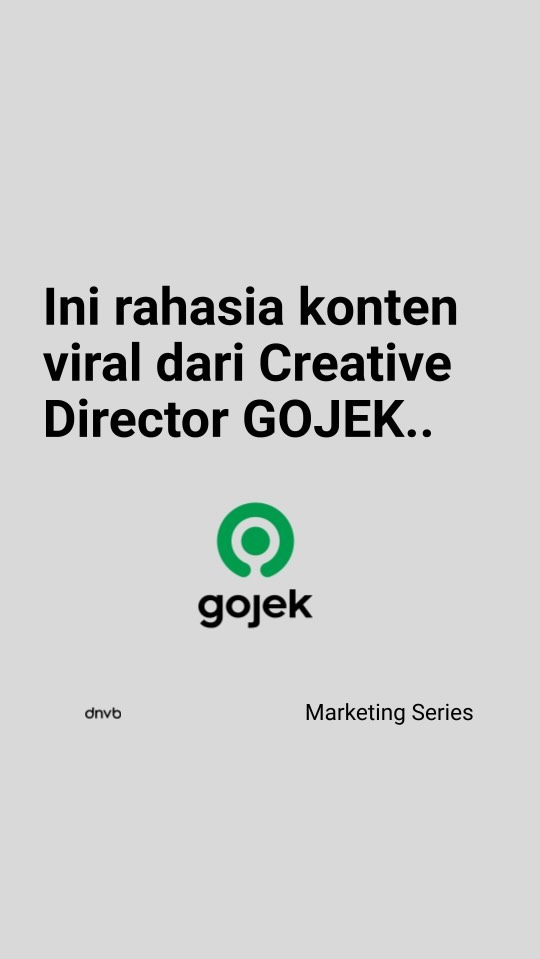 Ini rahasia konten
viral dari Creative
Director GOJEK..
gojek
dnvb
Marketing Series